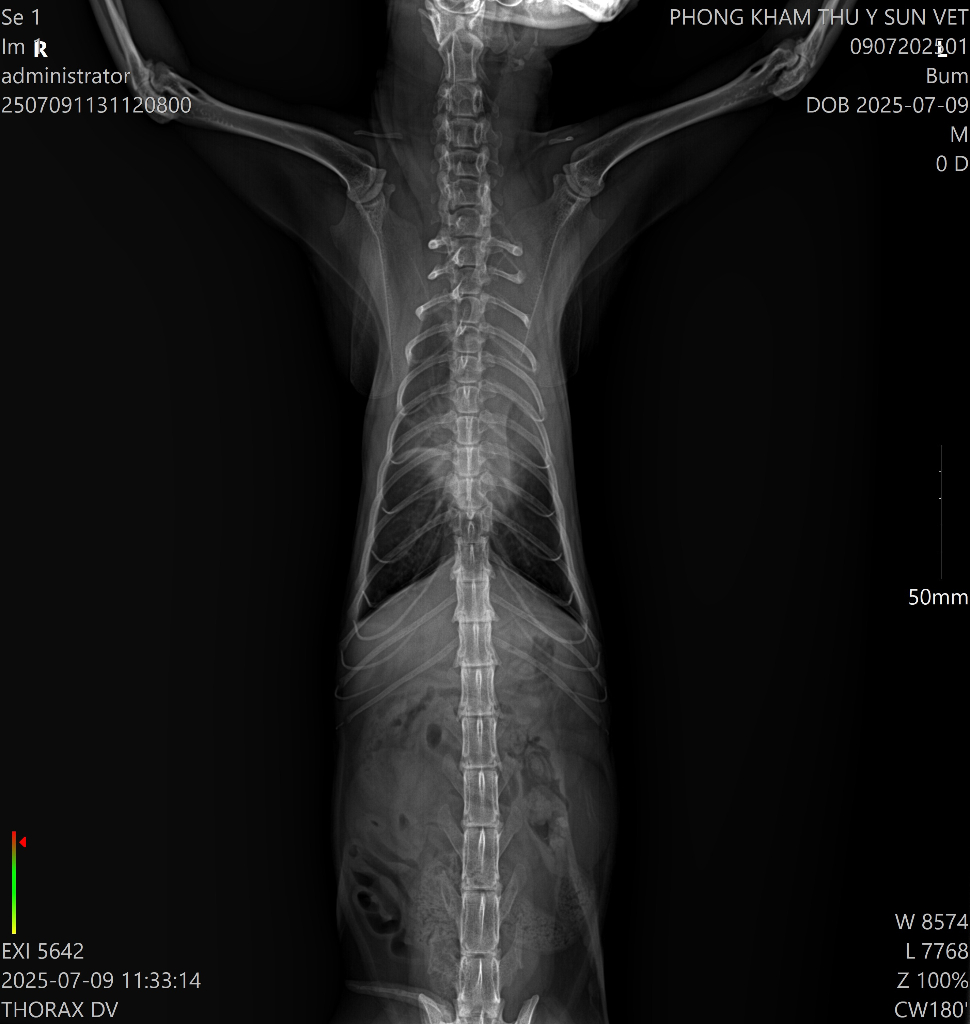 Se 1
Im R
administrator
2507091131120800
PHONG KHAM THU Y SUN VET
0907202501
L
Bum
DOB 2025-07-09
M
0 D
50mm
EXI 5642
2025-07-09 11:33:14
THORAX DV
W 8574
L 7768
Z 100%
CW180'